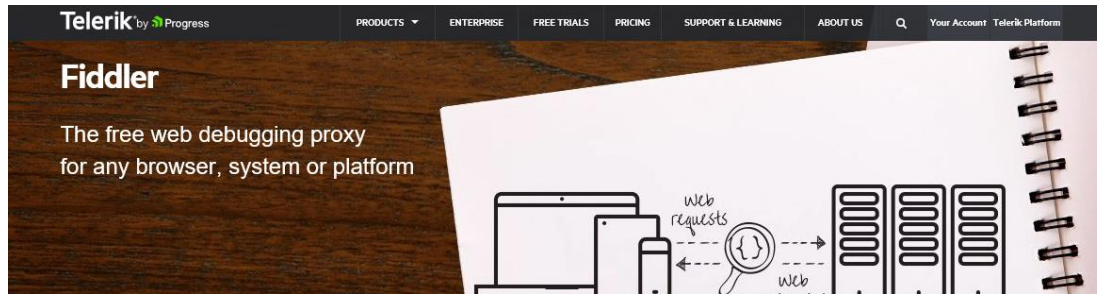 Telerik by Progress
PRODUCTS ENTERPRISE FREE TRIALS PRICING SUPPORT & LEARNING ABOUT US Your Account Telerik Platform
Fiddler
The free web debugging proxy
for any browser, system or platform
Web
requests
{}
Web